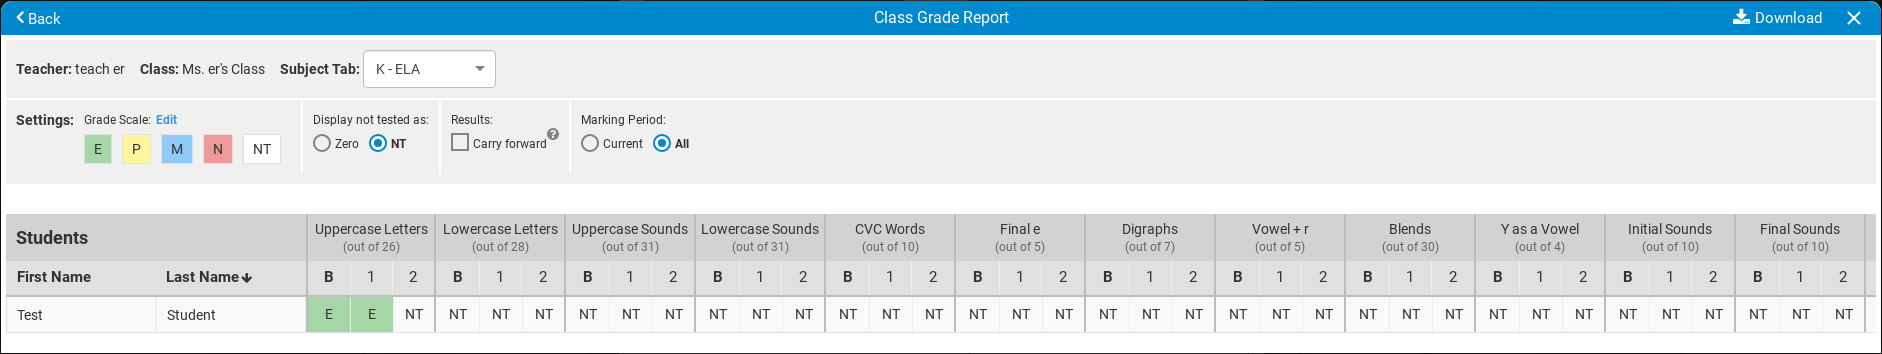 Back Class Grade Report Download
Teacher: teach er Class: Ms. er's Class Subject Tab: K - ELA
Settings: Grade Scale: Edit Display not tested as: Results: Marking Period:
E P M N NT Zero NT Carry forward ? Current All
Students Uppercase Letters Lowercase Letters Uppercase Sounds Lowercase Sounds CVC Words Final e Digraphs Vowel + r Blends Y as a Vowel Initial Sounds Final Sounds
(out of 26) (out of 28) (out of 31) (out of 31) (out of 10) (out of 5) (out of 7) (out of 5) (out of 30) (out of 4) (out of 10) (out of 10)
First Name Last Name B 1 2 B 1 2 B 1 2 B 1 2 B 1 2 B 1 2 B 1 2 B 1 2 B 1 2 B 1 2 B 1 2 B 1 2
Test Student E E NT NT NT NT NT NT NT NT NT NT NT NT NT NT NT NT NT NT NT NT NT NT NT NT NT NT NT NT NT NT NT NT NT NT